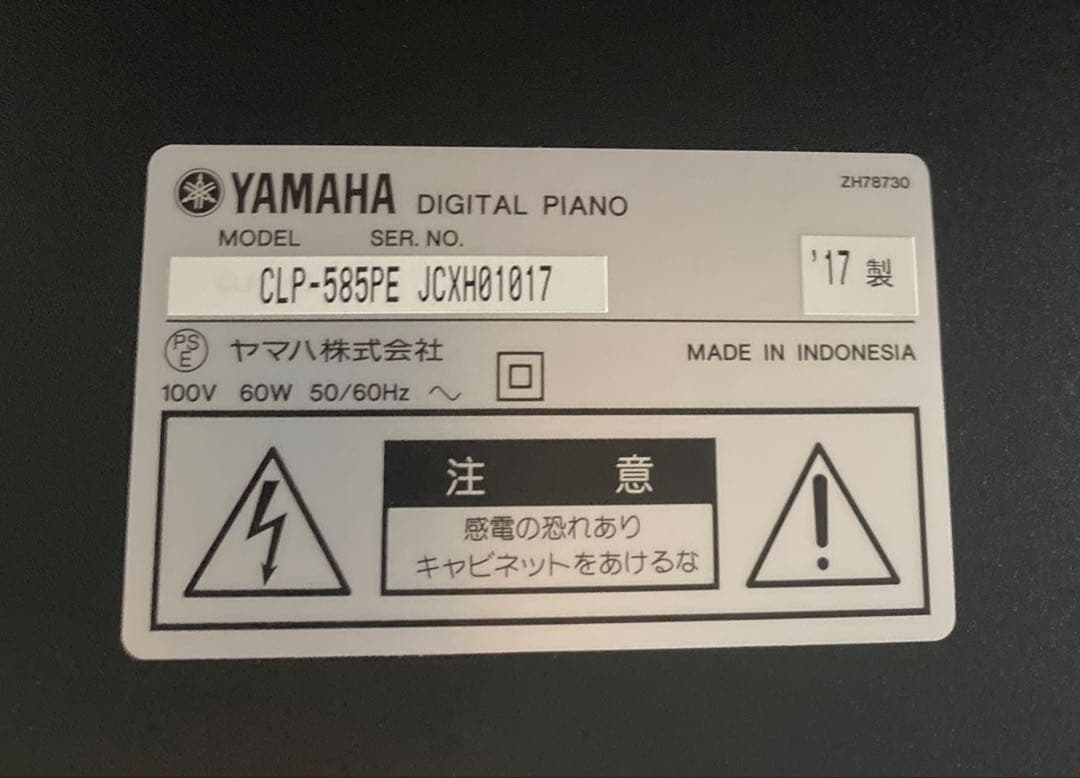 YAMAHA DIGITAL PIANO
ZH78730
MODEL SER. NO.
CLP-585PE JCXH01017
'17 製
PSE ヤマハ株式会社
MADE IN INDONESIA
100V 60W 50/60Hz ～
注意
感電の恐れあり
キャビネットをあけるな